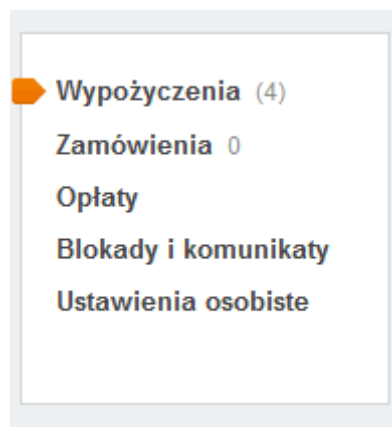 Wypożyczenia (4)
Zamówienia 0
Opłaty
Blokady i komunikaty
Ustawienia osobiste